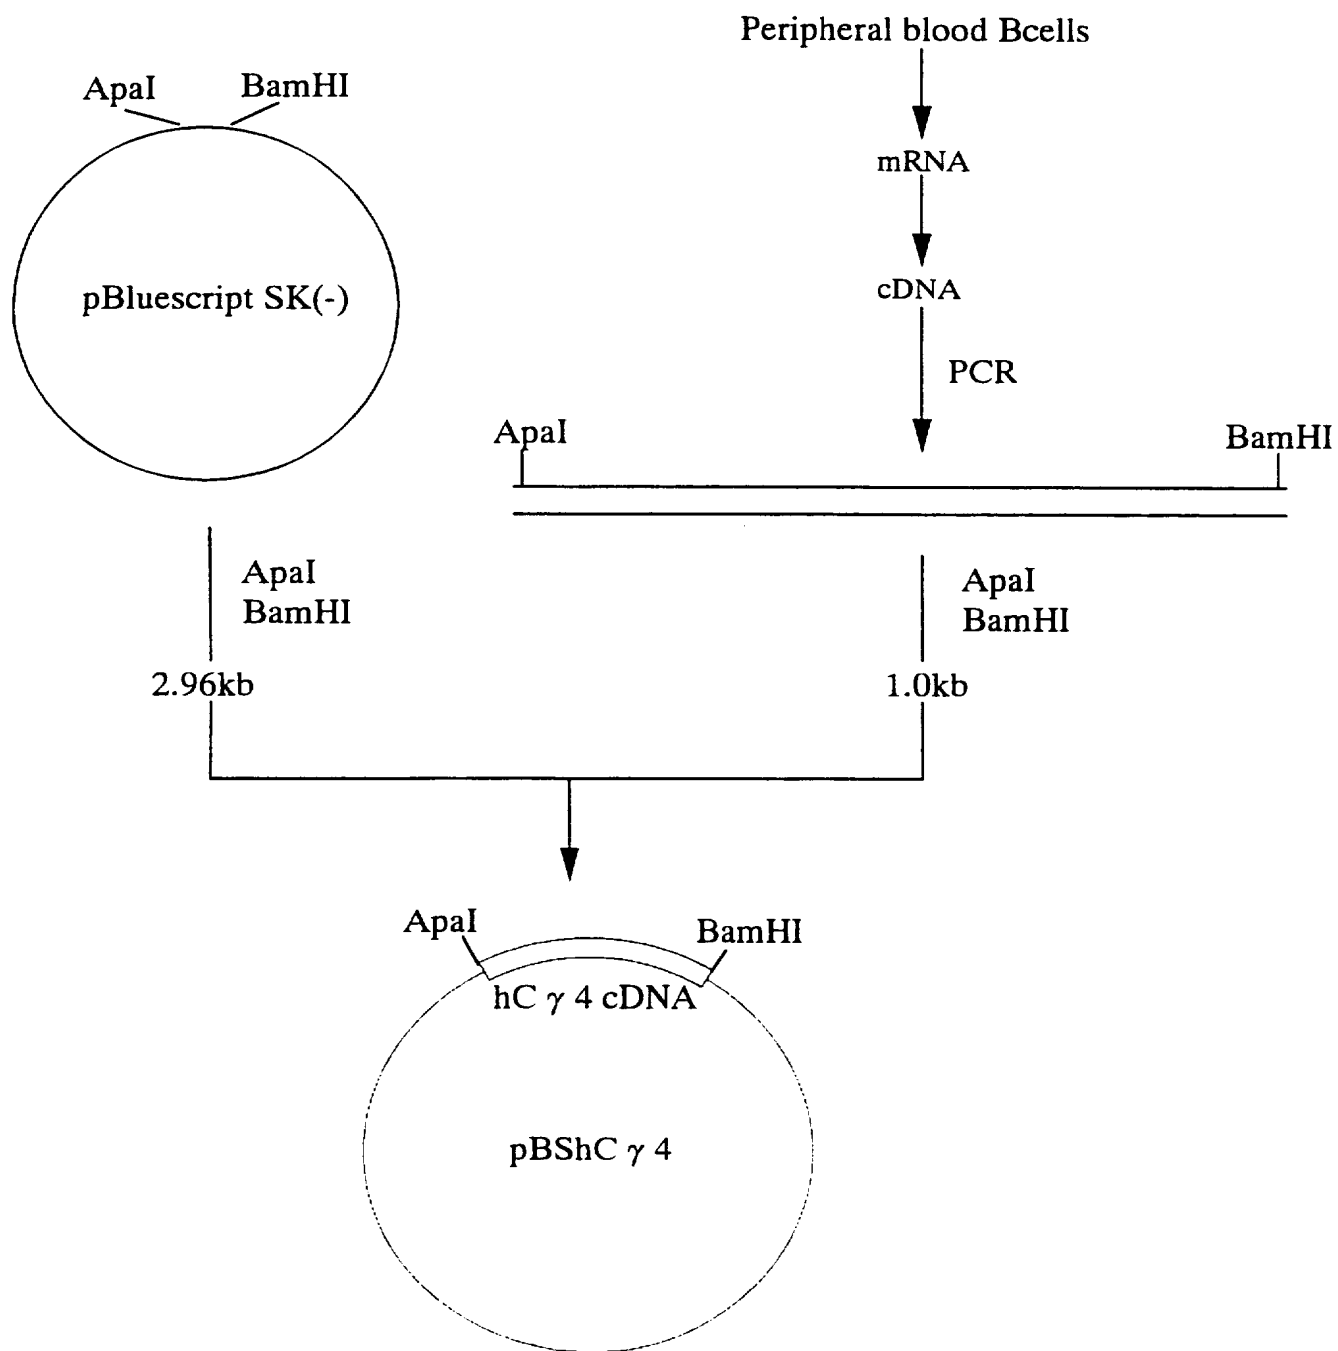 Peripheral blood Bcells
ApaI
BamHI
mRNA
pBluescript SK(-)
cDNA
PCR
ApaI
BamHI
ApaI
BamHI
ApaI
BamHI
2.96kb
1.0kb
ApaI
BamHI
hC γ 4 cDNA
pBShC γ 4